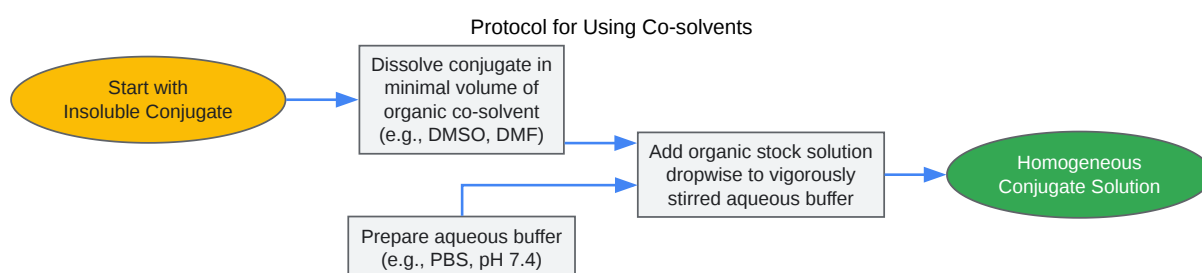 Protocol for Using Co-solvents
Start with
Insoluble Conjugate
Dissolve conjugate in
minimal volume of
organic co-solvent
(e.g., DMSO, DMF)
Prepare aqueous buffer
(e.g., PBS, pH 7.4)
Add organic stock solution
dropwise to vigorously
stirred aqueous buffer
Homogeneous
Conjugate Solution